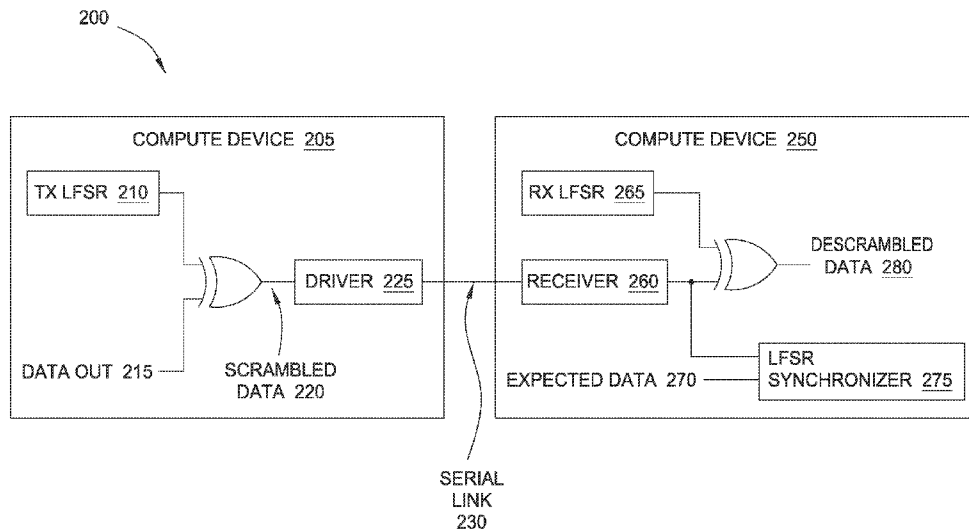 200
COMPUTE DEVICE 205
TX LFSR 210
DRIVER 225
DATA OUT 215
SCRAMBLED
DATA 220
SERIAL
LINK
230
COMPUTE DEVICE 250
RX LFSR 265
RECEIVER 260
DESCRAMBLED
DATA 280
EXPECTED DATA 270
LFSR
SYNCHRONIZER 275